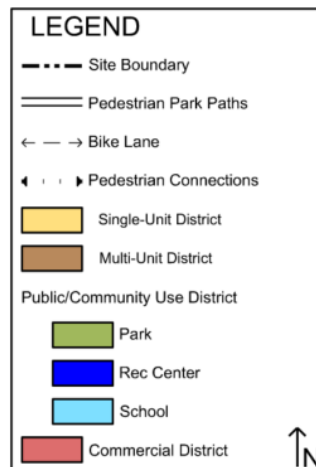 LEGEND
Site Boundary
Pedestrian Park Paths
Bike Lane
Pedestrian Connections
Single-Unit District
Multi-Unit District
Public/Community Use District
Park
Rec Center
School
Commercial District
N